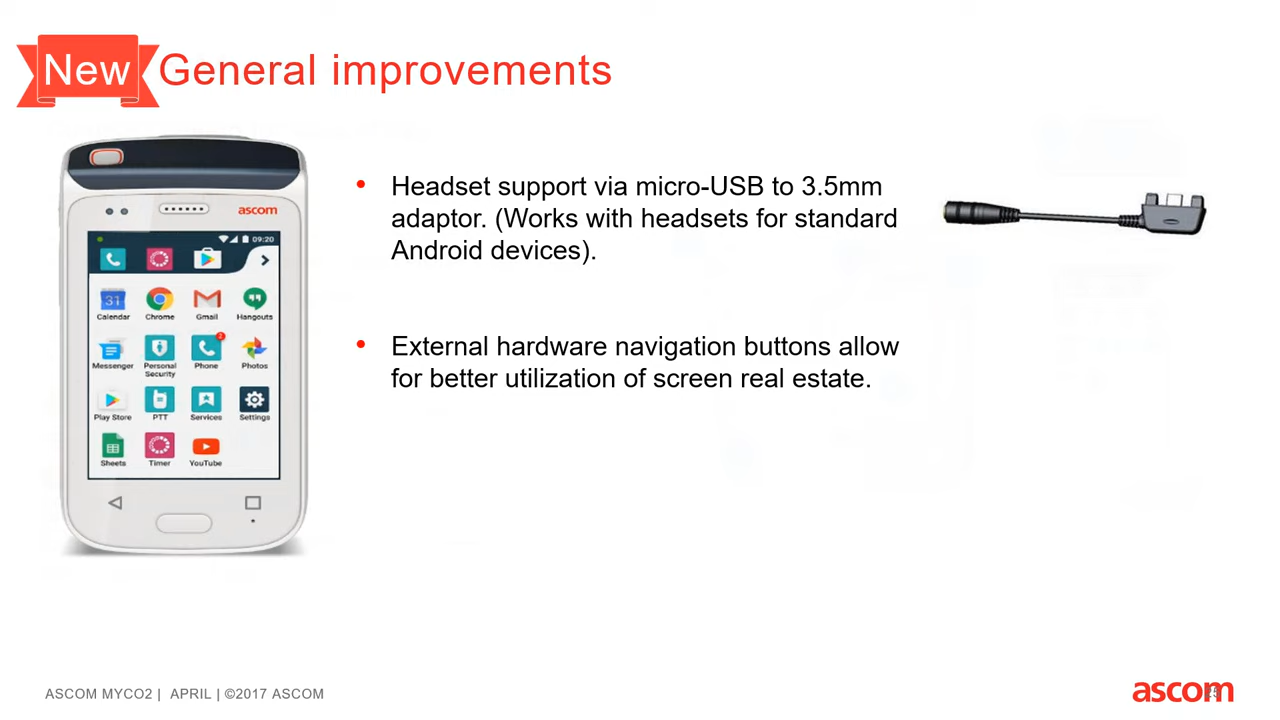 New General improvements
ascom
09:20
31
Calendar Chrome Gmail Hangouts
2
Messenger Personal Security Phone Photos
Play Store PTT Services Settings
Sheets Timer YouTube
• Headset support via micro-USB to 3.5mm
adaptor. (Works with headsets for standard
Android devices).
• External hardware navigation buttons allow
for better utilization of screen real estate.
ASCOM MYCO2 | APRIL | ©2017 ASCOM
ascom